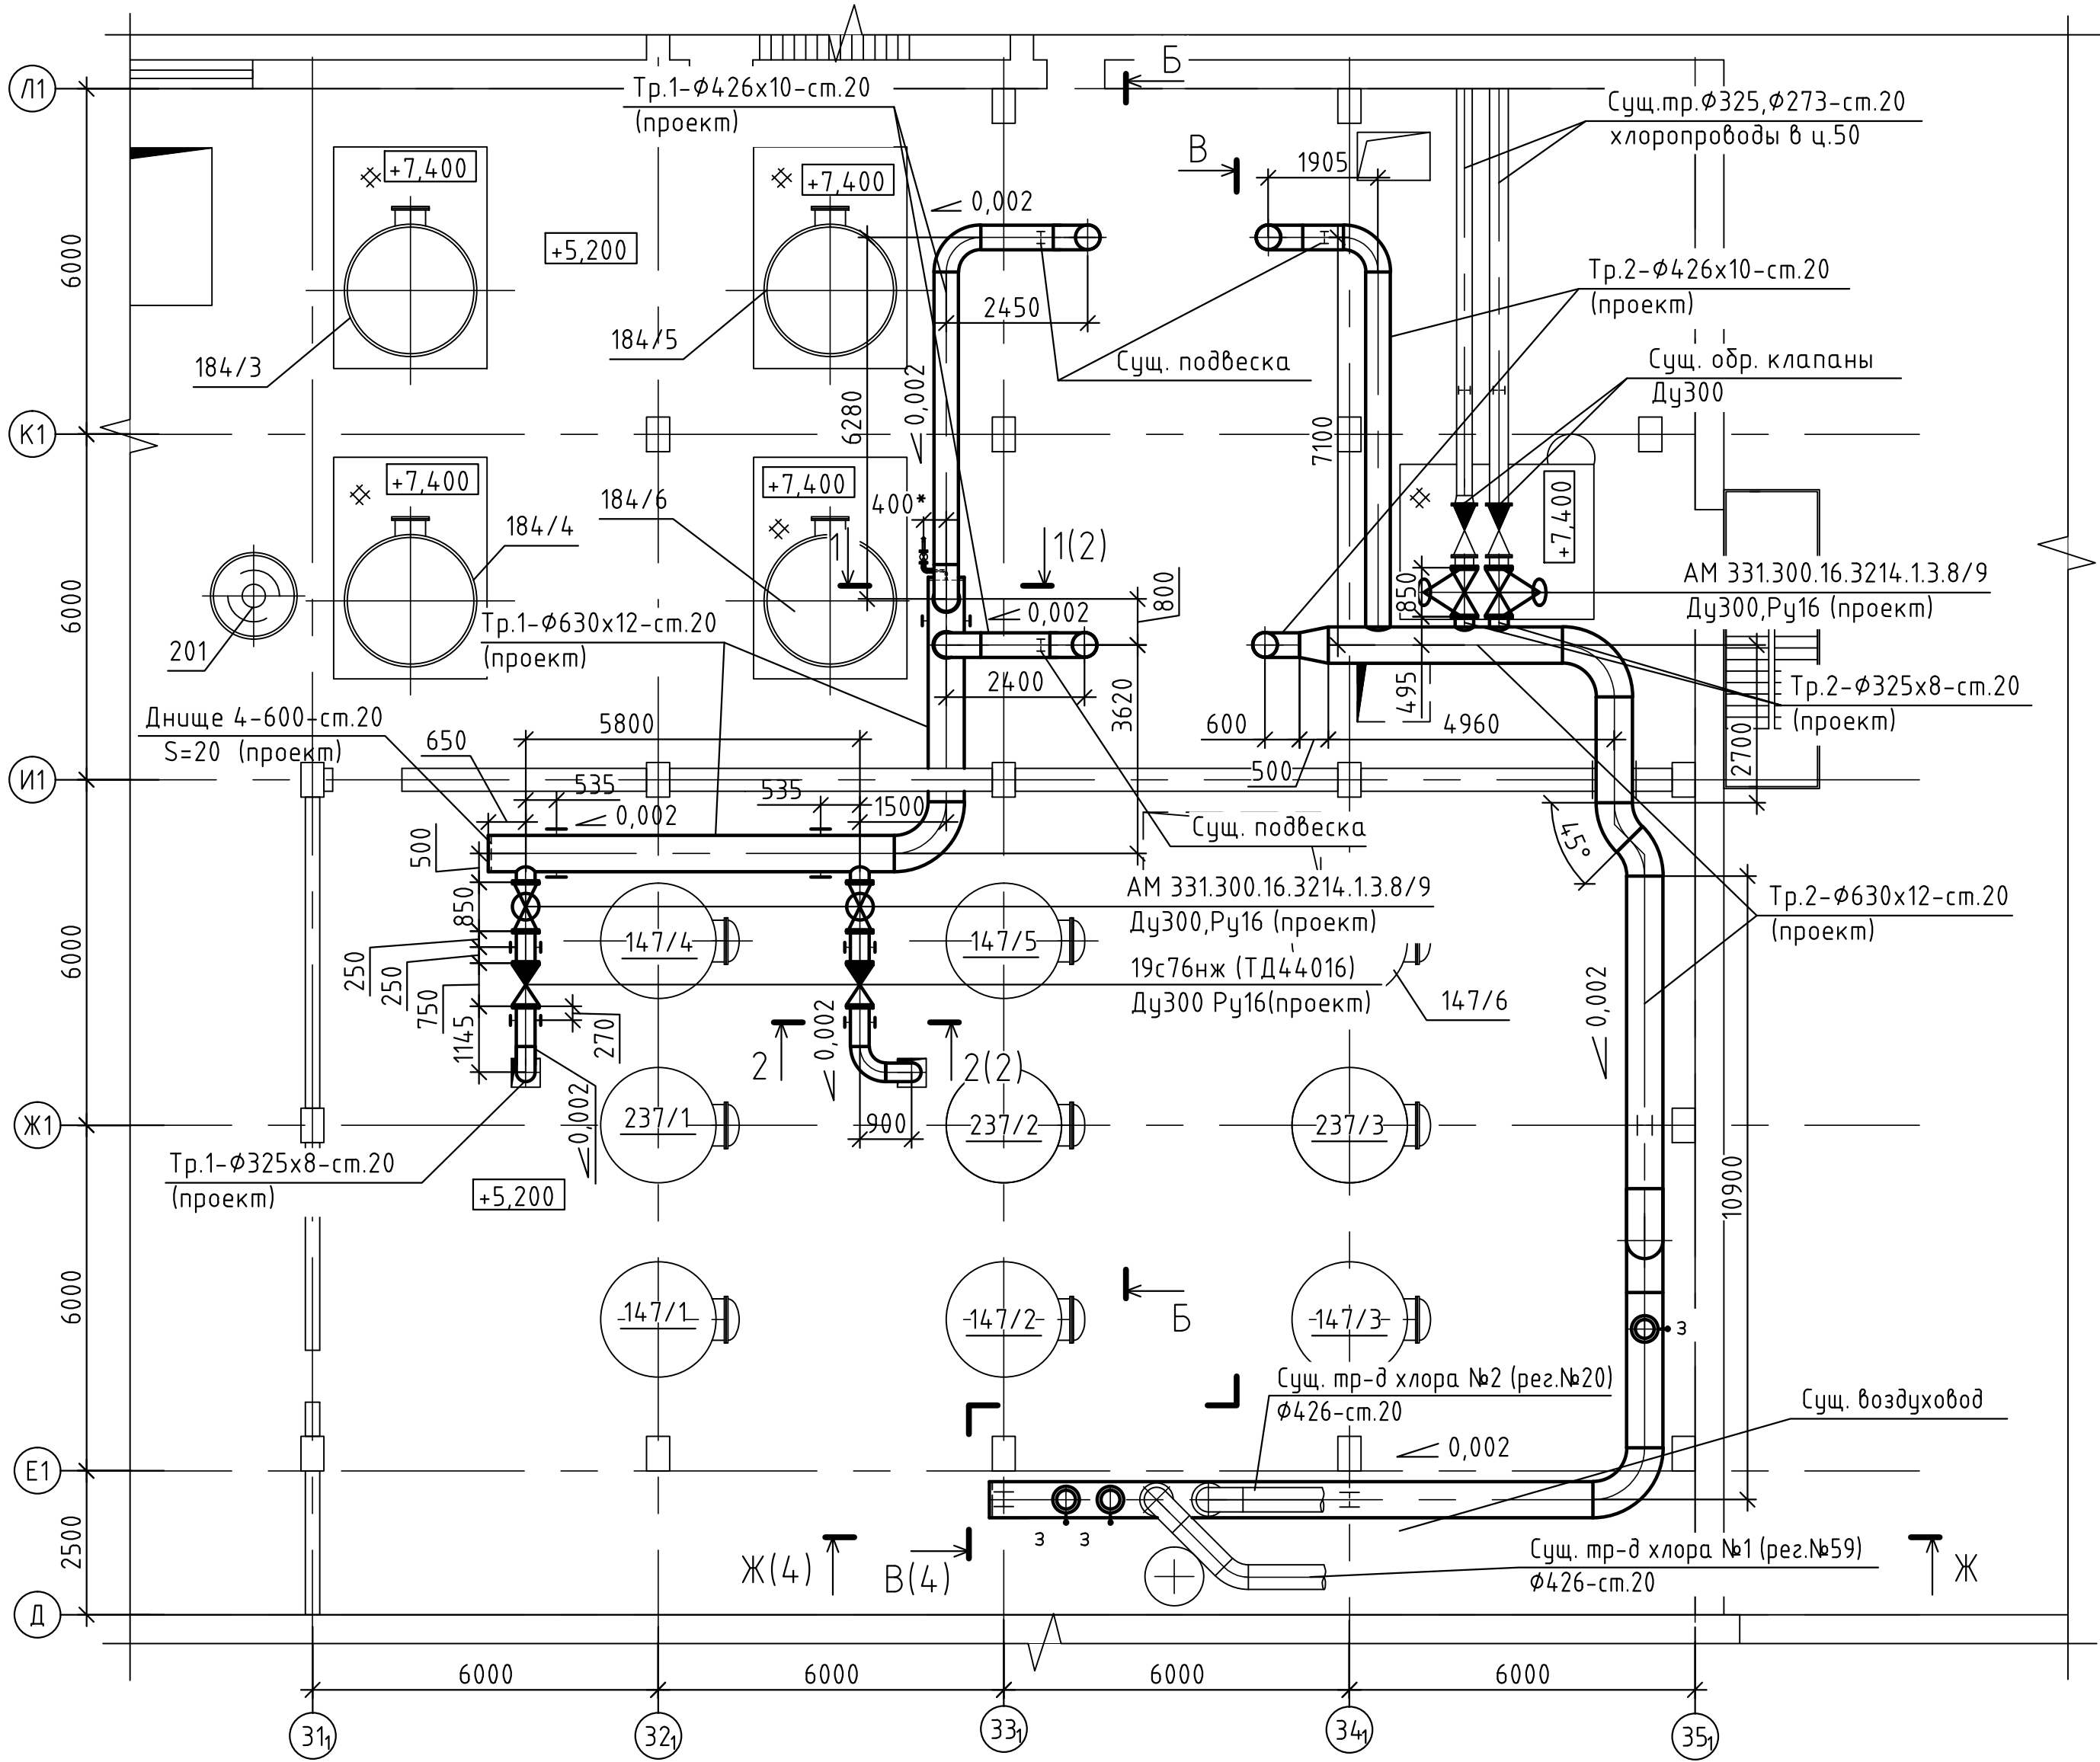 Б
Л1
Тр.1-Ф426х10-ст.20
(проект)
Сущ.тр.Ф325,Ф273-ст.20
хлоропроводы в ц.50
В
1905
+7,400
+7,400
0,002
+5,200
6000
Тр.2-Ф426х10-ст.20
(проект)
2450
184/5
184/3
Сущ. подвеска
Сущ. обр. клапаны
Ду300
0,002
6280
К1
7100
+7,400
+7,400
184/6
400*
184/4
+7,400
1
1(2)
АМ 331.300.16.3214.1.3.8/9
Ду300,Ру16 (проект)
850
800
6000
0,002
Тр.1-Ф630х12-ст.20
(проект)
201
2400
495
Тр.2-Ф325х8-ст.20
(проект)
3620
Днище 4-600-ст.20
S=20 (проект)
650
5800
600
4960
2700
500
И1
535
535
1500
0,002
500
Сущ. подвеска
45°
АМ 331.300.16.3214.1.3.8/9
Ду300,Ру16 (проект)
Тр.2-Ф630х12-ст.20
(проект)
850
6000
147/4
147/5
250
250
19с76нж (ТД44016)
Ду300 Ру16(проект)
147/6
750
0,002
0,002
1145
270
2
2(2)
0,002
237/1
237/2
237/3
900
Ж1
Тр.1-Ф325х8-ст.20
(проект)
+5,200
10900
6000
147/1
147/2
147/3
Б
з
Сущ. тр-д хлора №2 (рег.№20)
Ф426-ст.20
Сущ. воздуховод
0,002
Е1
2500
з
з
Ж(4)
В(4)
Сущ. тр-д хлора №1 (рег.№59)
Ф426-ст.20
Ж
Д
6000
6000
6000
6000
31₁
32₁
33₁
34₁
35₁